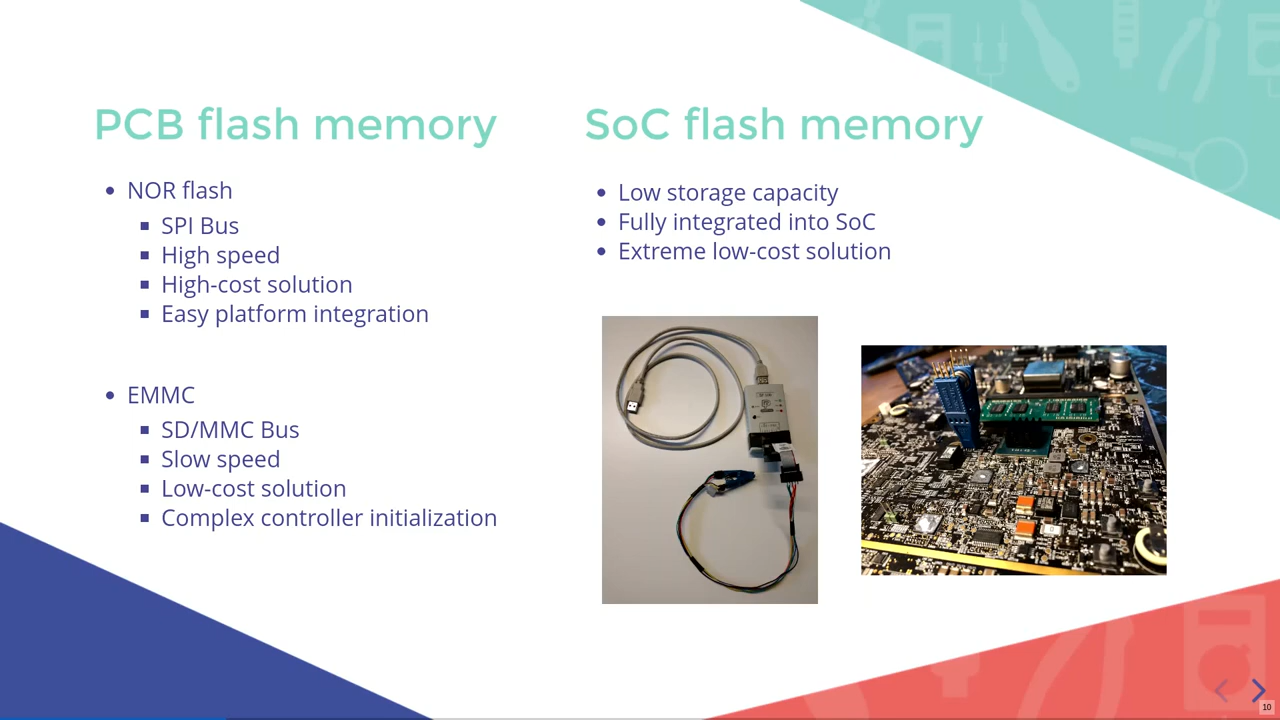 PCB flash memory
NOR flash
SPI Bus
High speed
High-cost solution
Easy platform integration
EMMC
SD/MMC Bus
Slow speed
Low-cost solution
Complex controller initialization
SoC flash memory
Low storage capacity
Fully integrated into SoC
Extreme low-cost solution
10